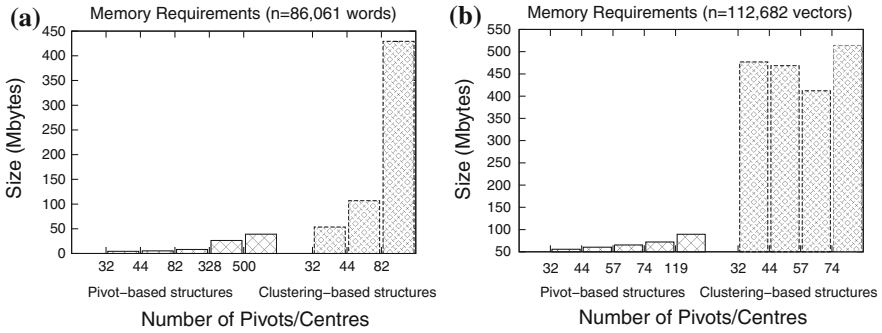 (a)
Memory Requirements (n=86,061 words)
450
400
350
300
250
200
150
100
50
0
Size (Mbytes)
32 44 82 328 500 32 44 82
Pivot−based structures Clustering−based structures
Number of Pivots/Centres
(b)
Memory Requirements (n=112,682 vectors)
550
500
450
400
350
300
250
200
150
100
50
Size (Mbytes)
32 44 57 74 119 32 44 57 74
Pivot−based structures Clustering−based structures
Number of Pivots/Centres